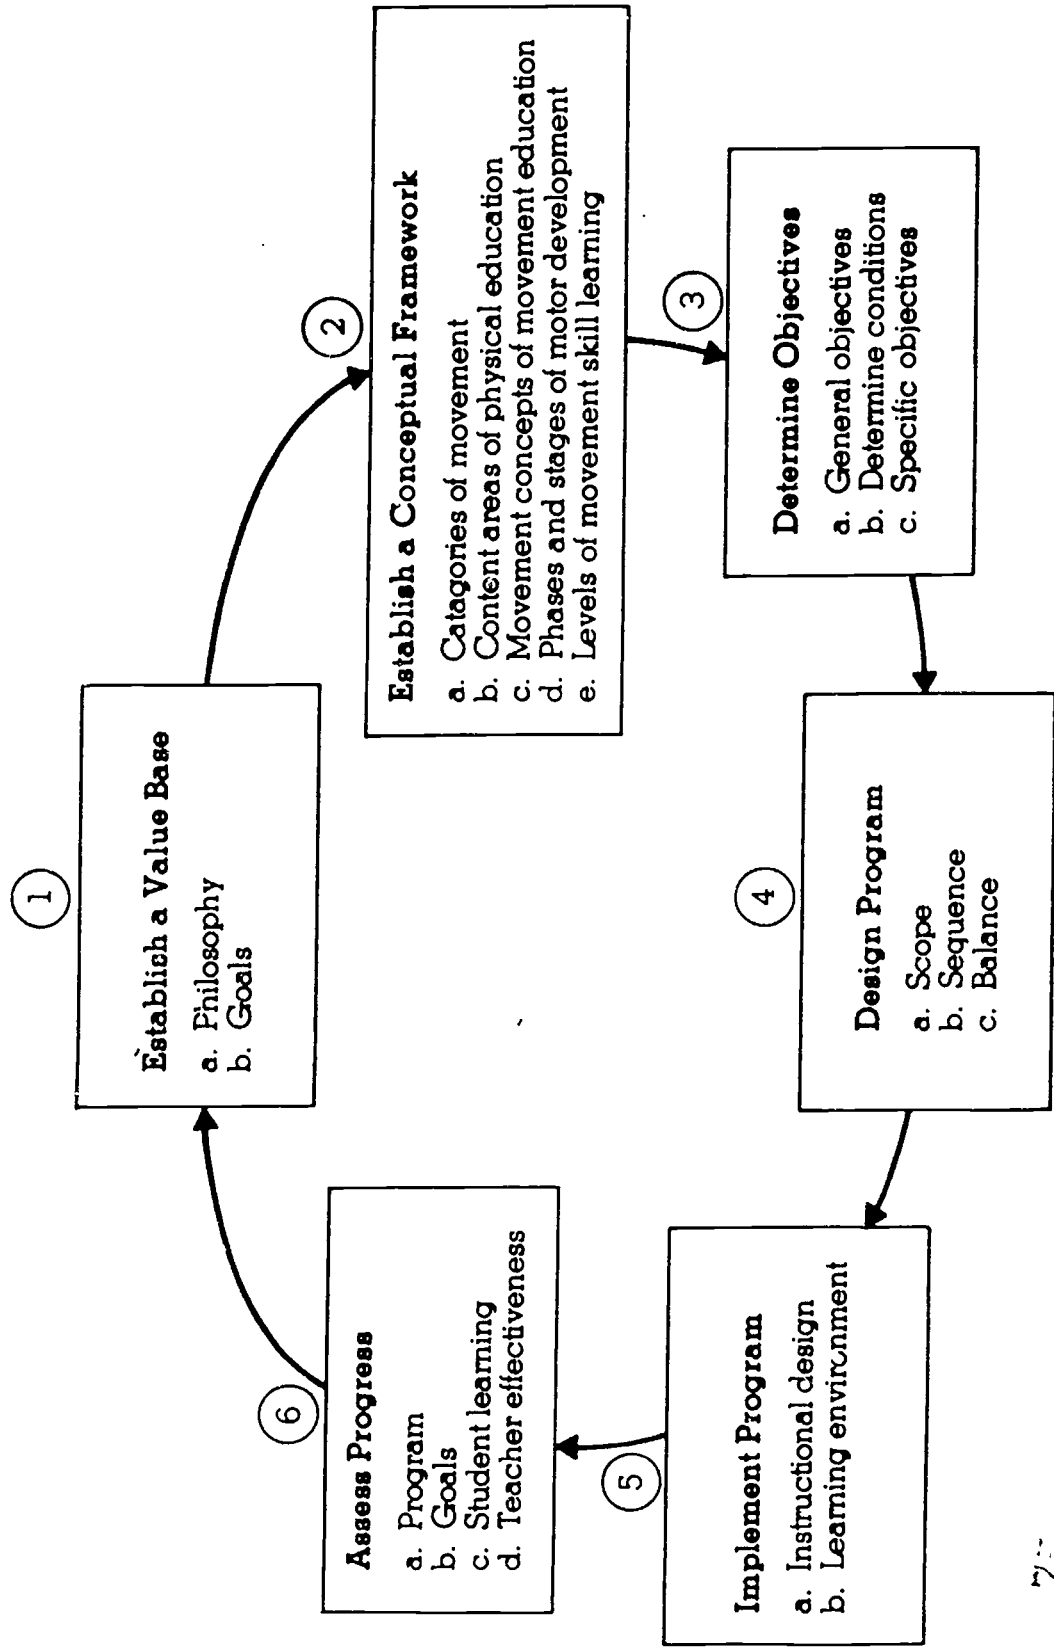 1
Establish a Value Base
a. Philosophy
b. Goals
2
Establish a Conceptual Framework
a. Catagories of movement
b. Content areas of physical education
c. Movement concepts of movement education
d. Phases and stages of motor development
e. Levels of movement skill learning
3
Determine Objectives
a. General objectives
b. Determine conditions
c. Specific objectives
4
Design Program
a. Scope
b. Sequence
c. Balance
5
Implement Program
a. Instructional design
b. Learning environment
6
Assess Progress
a. Program
b. Goals
c. Student learning
d. Teacher effectiveness